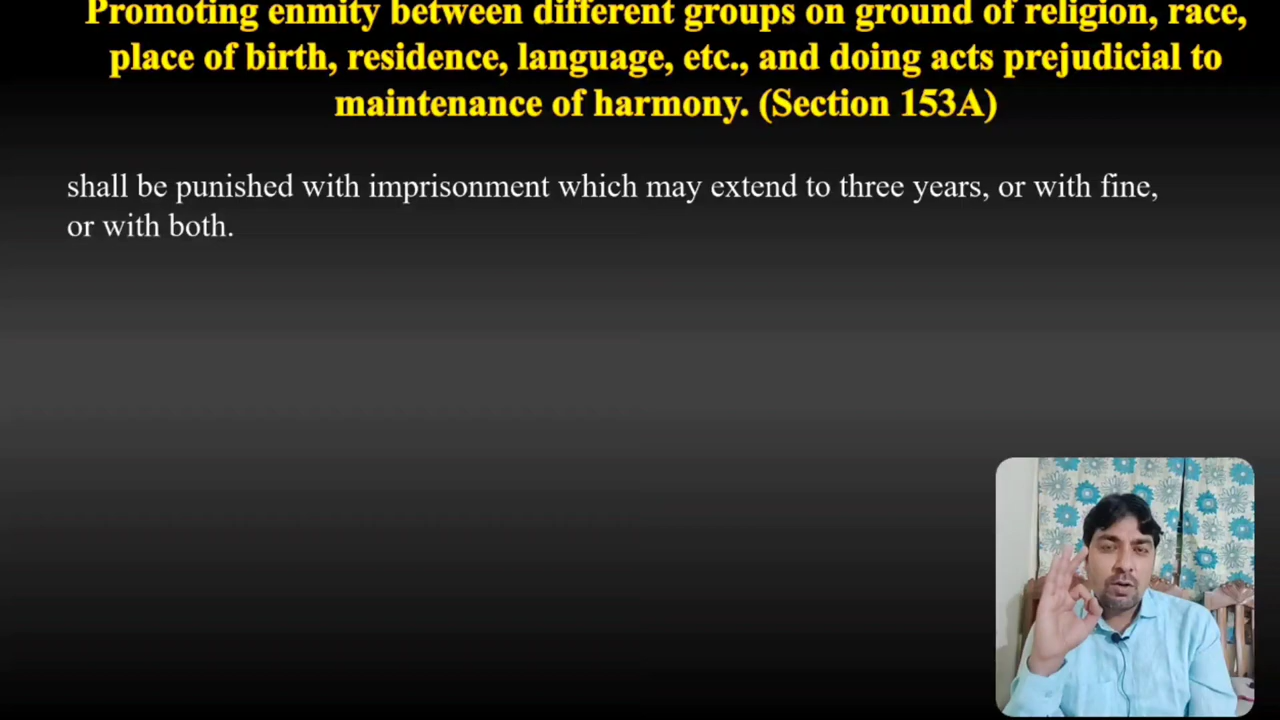 Promoting enmity between different groups on ground of religion, race,
place of birth, residence, language, etc., and doing acts prejudicial to
maintenance of harmony. (Section 153A)
shall be punished with imprisonment which may extend to three years, or with fine,
or with both.